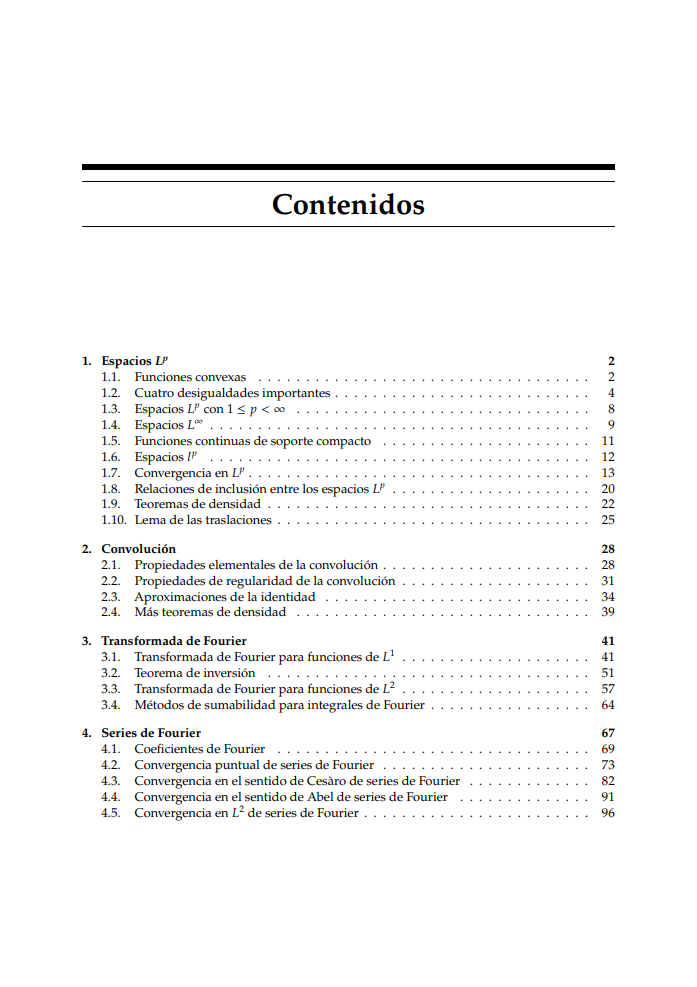 Contenidos
1. Espacios Lᵖ 2
1.1. Funciones convexas . . . . . . . . . . . . . . . . . . . . . . . . . . . . . . . . . . . 2
1.2. Cuatro desigualdades importantes . . . . . . . . . . . . . . . . . . . . . . . . . . . 4
1.3. Espacios Lᵖ con 1 ≤ p < ∞ . . . . . . . . . . . . . . . . . . . . . . . . . . . . . . . 8
1.4. Espacios L^∞ . . . . . . . . . . . . . . . . . . . . . . . . . . . . . . . . . . . . . . . . 9
1.5. Funciones continuas de soporte compacto . . . . . . . . . . . . . . . . . . . . . . 11
1.6. Espacios lᵖ . . . . . . . . . . . . . . . . . . . . . . . . . . . . . . . . . . . . . . . . 12
1.7. Convergencia en Lᵖ . . . . . . . . . . . . . . . . . . . . . . . . . . . . . . . . . . . . 13
1.8. Relaciones de inclusión entre los espacios Lᵖ . . . . . . . . . . . . . . . . . . . . . 20
1.9. Teoremas de densidad . . . . . . . . . . . . . . . . . . . . . . . . . . . . . . . . . . 22
1.10. Lema de las traslaciones . . . . . . . . . . . . . . . . . . . . . . . . . . . . . . . . . 25
2. Convolución 28
2.1. Propiedades elementales de la convolución . . . . . . . . . . . . . . . . . . . . . . 28
2.2. Propiedades de regularidad de la convolución . . . . . . . . . . . . . . . . . . . . 31
2.3. Aproximaciones de la identidad . . . . . . . . . . . . . . . . . . . . . . . . . . . . 34
2.4. Más teoremas de densidad . . . . . . . . . . . . . . . . . . . . . . . . . . . . . . . 39
3. Transformada de Fourier 41
3.1. Transformada de Fourier para funciones de L¹ . . . . . . . . . . . . . . . . . . . . 41
3.2. Teorema de inversión . . . . . . . . . . . . . . . . . . . . . . . . . . . . . . . . . . 51
3.3. Transformada de Fourier para funciones de L² . . . . . . . . . . . . . . . . . . . . 57
3.4. Métodos de sumabilidad para integrales de Fourier . . . . . . . . . . . . . . . . . 64
4. Series de Fourier 67
4.1. Coeficientes de Fourier . . . . . . . . . . . . . . . . . . . . . . . . . . . . . . . . . 69
4.2. Convergencia puntual de series de Fourier . . . . . . . . . . . . . . . . . . . . . . 73
4.3. Convergencia en el sentido de Cesàro de series de Fourier . . . . . . . . . . . . . 82
4.4. Convergencia en el sentido de Abel de series de Fourier . . . . . . . . . . . . . . 91
4.5. Convergencia en L² de series de Fourier . . . . . . . . . . . . . . . . . . . . . . . . 96